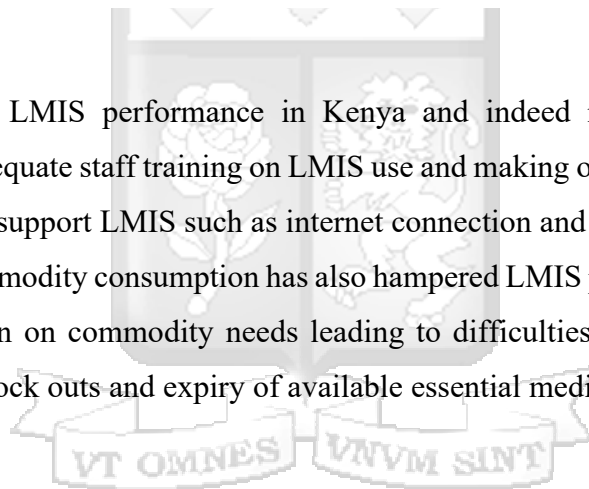 LMIS performance in Kenya and indeed
equate staff training on LMIS use and making o
support LMIS such as internet connection and
modity consumption has also hampered LMIS p
n on commodity needs leading to difficulties
ock outs and expiry of available essential medi
VT OMNES VNVM SINT